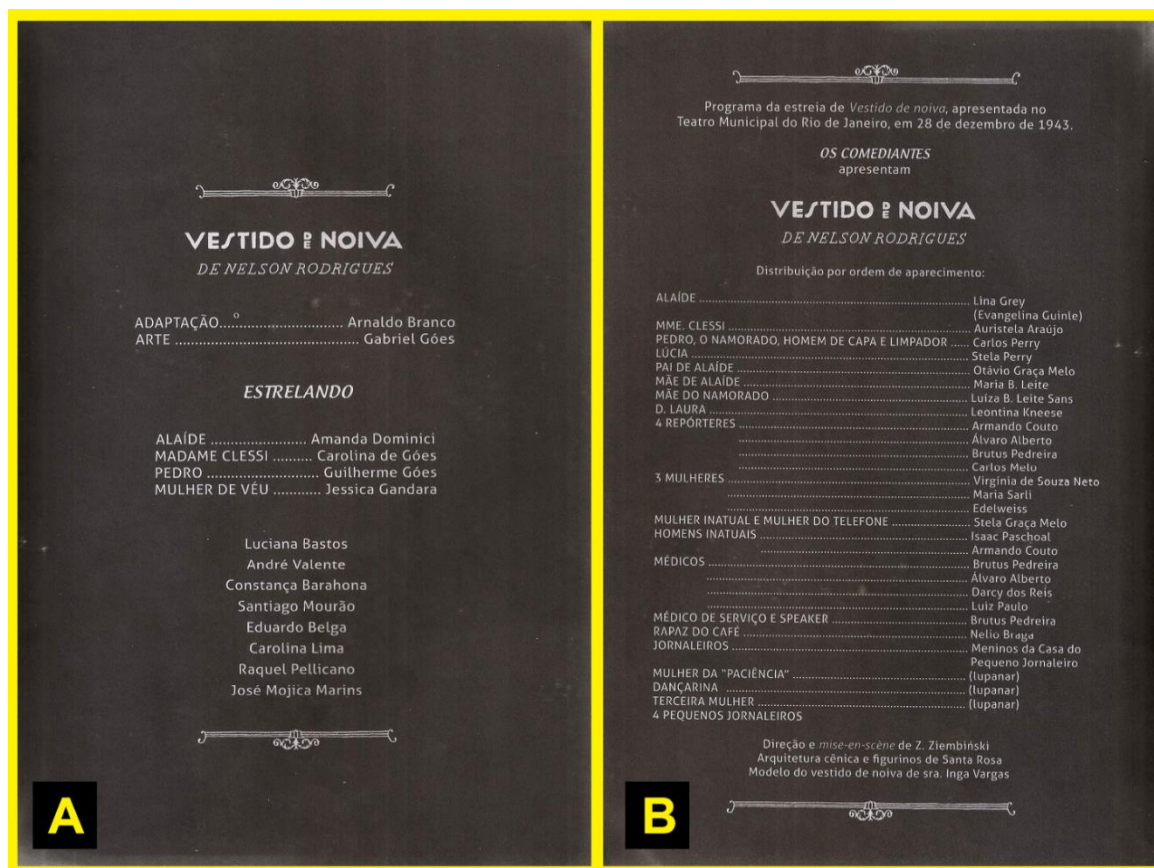 VESTIDO DE NOIVA
DE NELSON RODRIGUES
ADAPTAÇÃO............................... Arnaldo Branco
ARTE ............................................. Gabriel Góes
ESTRELANDO
ALAÍDE ....................... Amanda Dominici
MADAME CLESSI .......... Carolina de Góes
PEDRO ........................... Guilherme Góes
MULHER DE VÉU ............ Jessica Gandara
Luciana Bastos
André Valente
Constança Barahona
Santiago Mourão
Eduardo Belga
Carolina Lima
Raquel Pellicano
José Mojica Marins
A
Programa da estreia de Vestido de noiva, apresentada no
Teatro Municipal do Rio de Janeiro, em 28 de dezembro de 1943.
OS COMEDIANTES
apresentam
VESTIDO DE NOIVA
DE NELSON RODRIGUES
Distribuição por ordem de aparecimento:
ALAÍDE ........................................ Lina Grey
(Evangelina Guinle)
MME. CLESSI ........................................ Auristela Araújo
PEDRO, O NAMORADO, HOMEM DE CAPA E LIMPADOR ..... Carlos Perry
LÚCIA ........................................ Stela Perry
PAI DE ALAÍDE ........................................ Otávio Graça Melo
MÃE DE ALAÍDE ........................................ Maria B. Leite
MÃE DO NAMORADO ........................................ Luíza B. Leite Sans
D. LAURA ........................................ Leontina Kneese
4 REPÓRTERES ........................................ Armando Couto
........................................ Álvaro Alberto
........................................ Brutus Pedreira
........................................ Carlos Melo
3 MULHERES ........................................ Virgínia de Souza Neto
........................................ Maria Sarli
........................................ Edelweiss
MULHER INATUAL E MULHER DO TELEFONE .................... Stela Graça Melo
HOMENS INATUAIS ........................................ Isaac Paschoal
........................................ Armando Couto
MÉDICOS ........................................ Brutus Pedreira
........................................ Álvaro Alberto
........................................ Darcy dos Reis
........................................ Luiz Paulo
MÉDICO DE SERVIÇO E SPEAKER .............................. Brutus Pedreira
RAPAZ DO CAFÉ ........................................ Nelio Braga
JORNALEIROS ........................................ Meninos da Casa do
Pequeno Jornaleiro
MULHER DA “PACIÊNCIA” ........................................ (lupanar)
DANÇARINA ........................................ (lupanar)
TERCEIRA MULHER ........................................ (lupanar)
4 PEQUENOS JORNALEIROS
Direção e mise-en-scène de Z. Ziembiński
Arquitetura cênica e figurinos de Santa Rosa
Modelo do vestido de noiva de sra. Inga Vargas
B